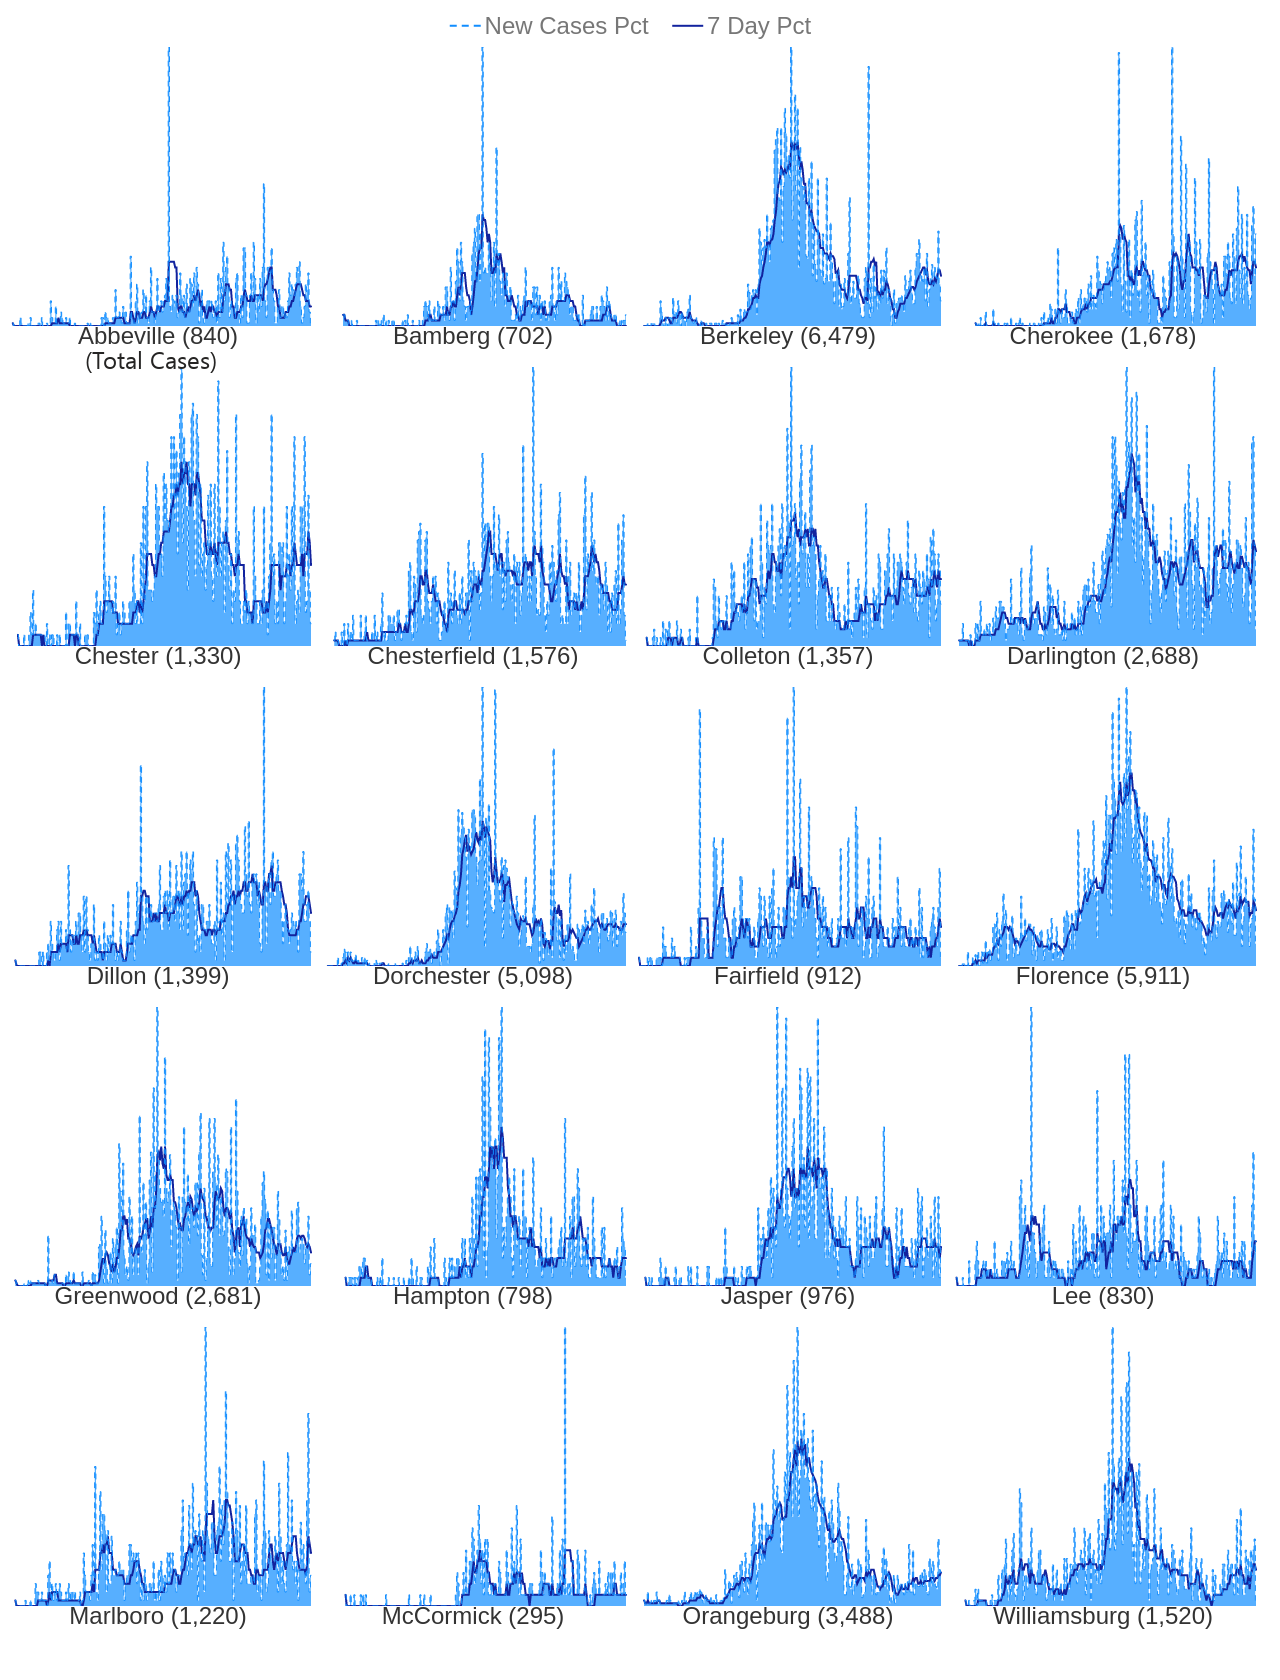 New Cases Pct 7 Day Pct
Abbeville (840) Bamberg (702) Berkeley (6,479) Cherokee (1,678)
(Total Cases)
Chester (1,330) Chesterfield (1,576) Colleton (1,357) Darlington (2,688)
Dillon (1,399) Dorchester (5,098) Fairfield (912) Florence (5,911)
Greenwood (2,681) Hampton (798) Jasper (976) Lee (830)
Marlboro (1,220) McCormick (295) Orangeburg (3,488) Williamsburg (1,520)